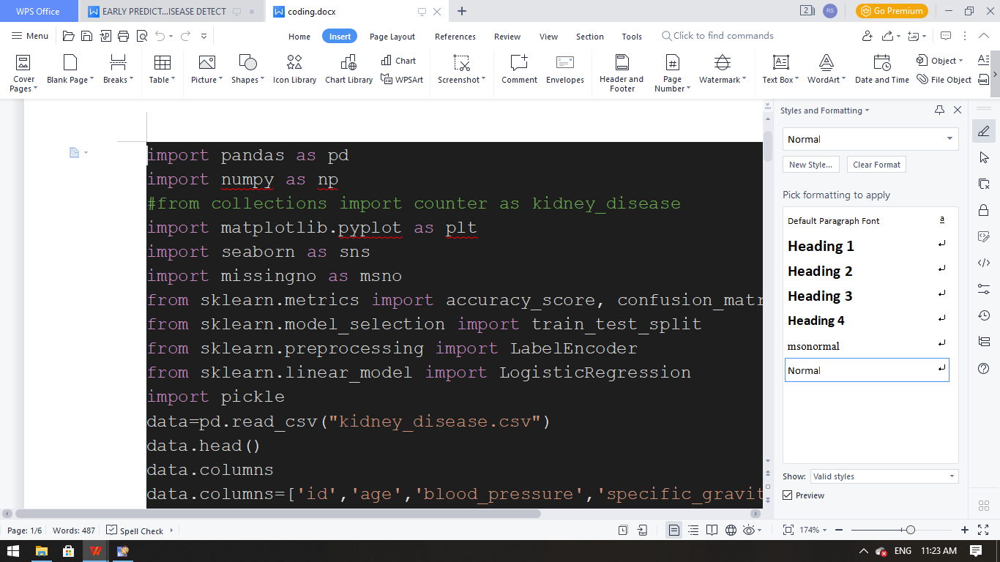 WPS Office
EARLY PREDICT...ISEASE DETECT
coding.docx
2
RS
Go Premium
Menu
Home
Insert
Page Layout
References
Review
View
Section
Tools
Click to find commands
Cover Pages
Blank Page
Breaks
Table
Picture
Shapes
Icon Library
Chart Library
Chart
WPSArt
Screenshot
Comment
Envelopes
Header and Footer
Page Number
Watermark
Text Box
WordArt
Date and Time
Object
File Object
import pandas as pd
import numpy as np
#from collections import counter as kidney_disease
import matplotlib.pyplot as plt
import seaborn as sns
import missingno as msno
from sklearn.metrics import accuracy_score, confusion_matr
from sklearn.model_selection import train_test_split
from sklearn.preprocessing import LabelEncoder
from sklearn.linear_model import LogisticRegression
import pickle
data=pd.read_csv("kidney_disease.csv")
data.head()
data.columns
data.columns=['id','age','blood_pressure','specific_gravit
Styles and Formatting
Normal
New Style...
Clear Format
Pick formatting to apply
Default Paragraph Font
a
Heading 1
Heading 2
Heading 3
Heading 4
msonormal
Normal
Show: Valid styles
Preview
Page: 1/6
Words: 487
Spell Check
174%
ENG
11:23 AM